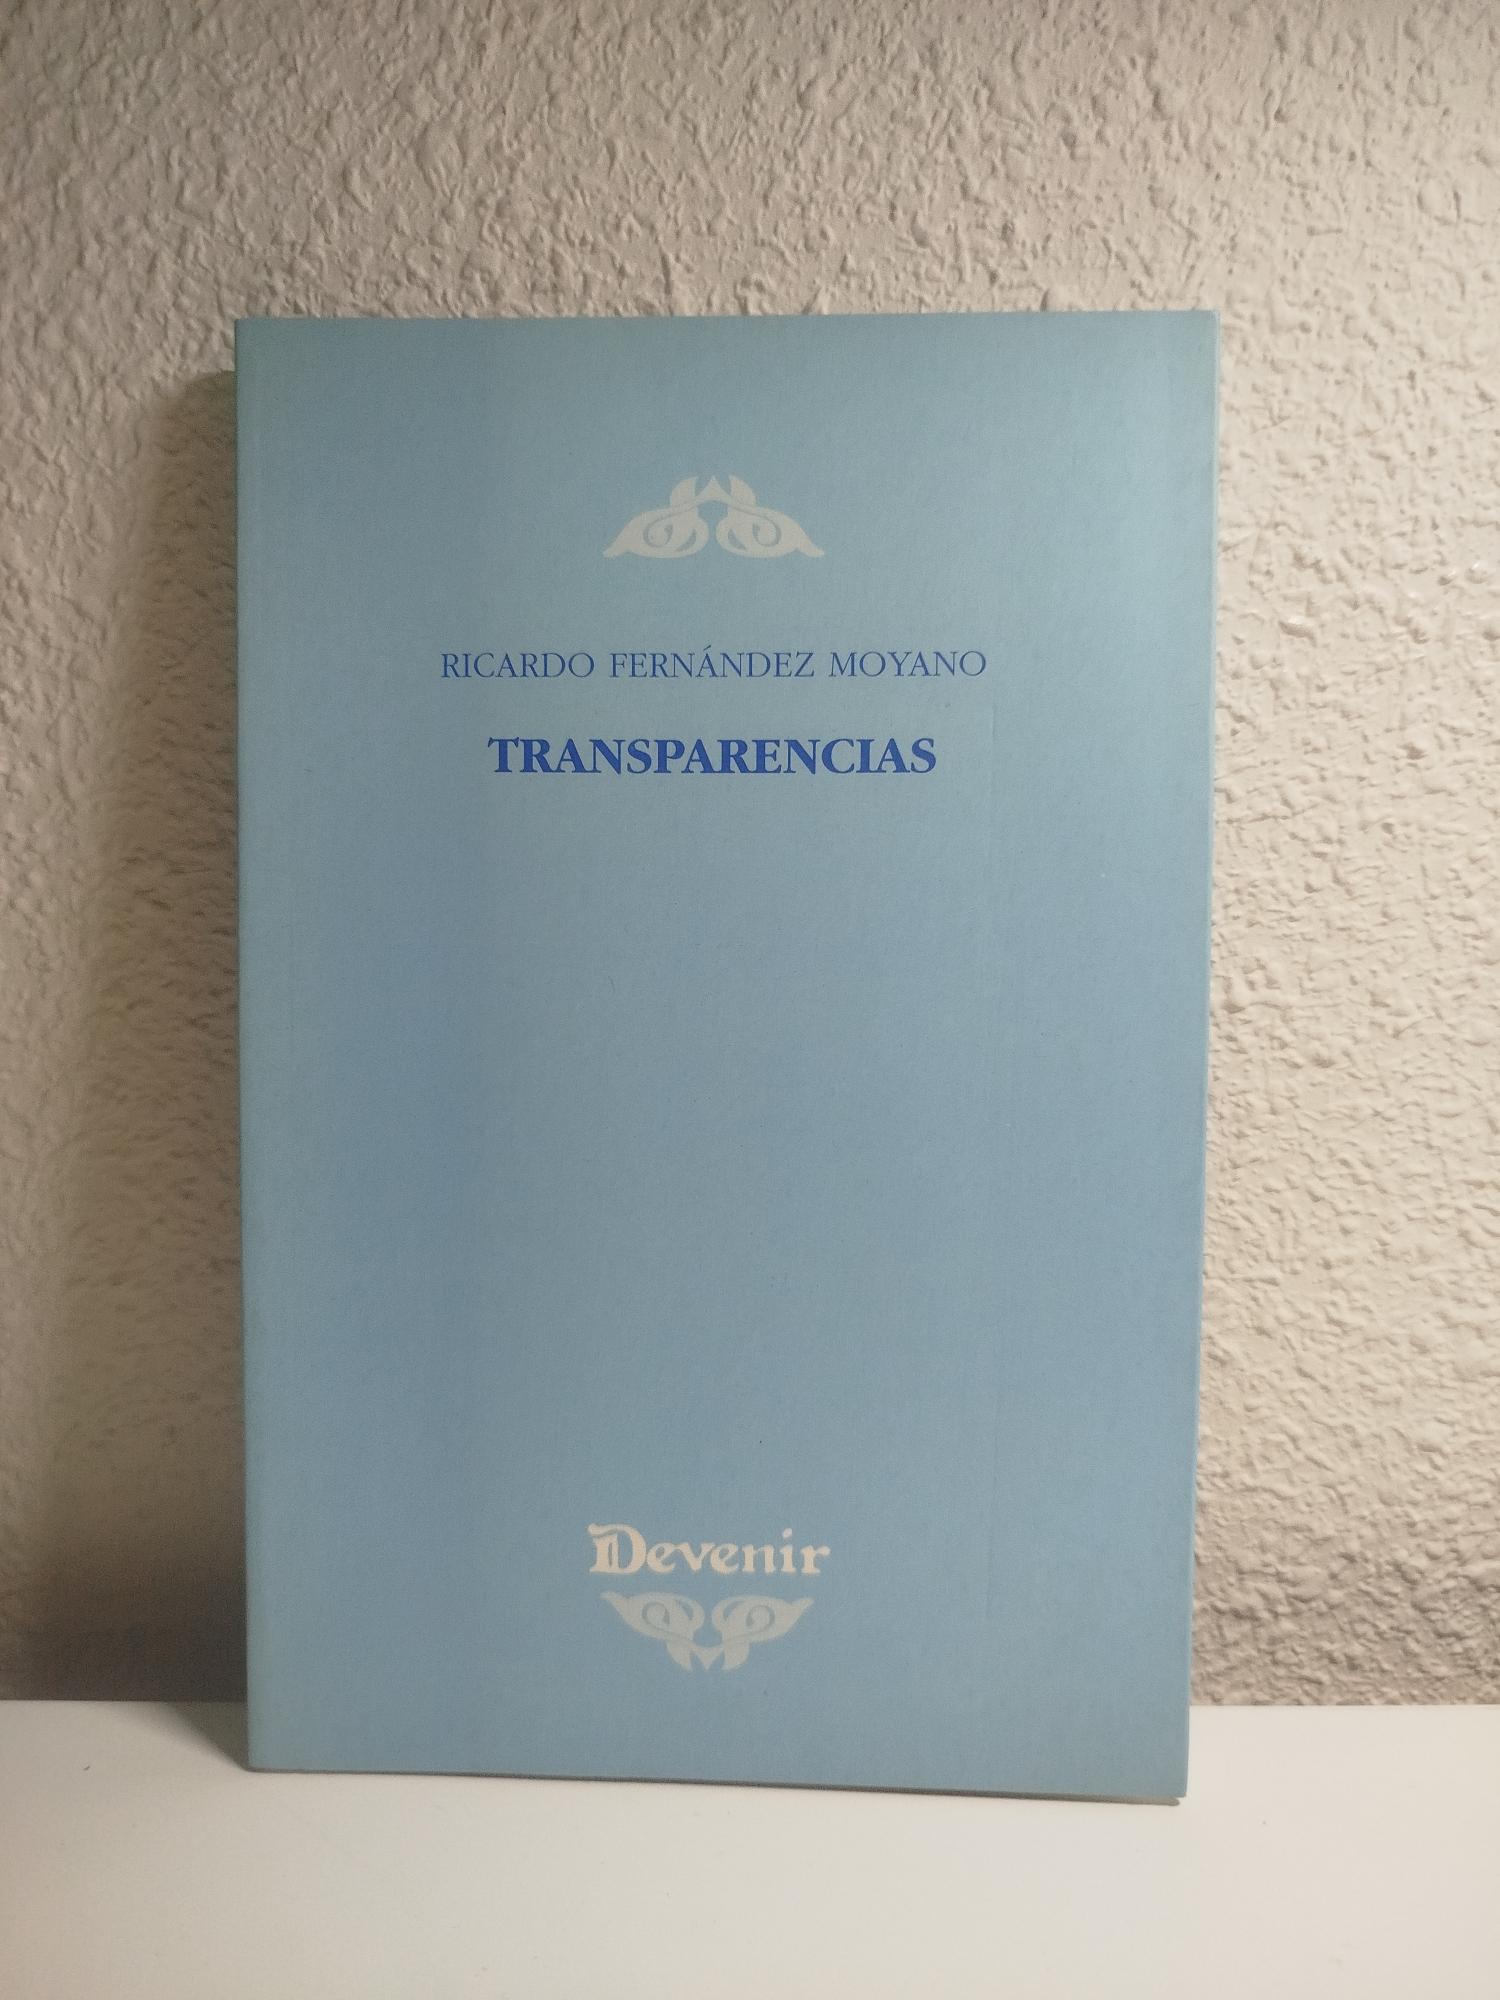 RICARDO FERNÁNDEZ MOYANO
TRANSPARENCIAS
Devenir